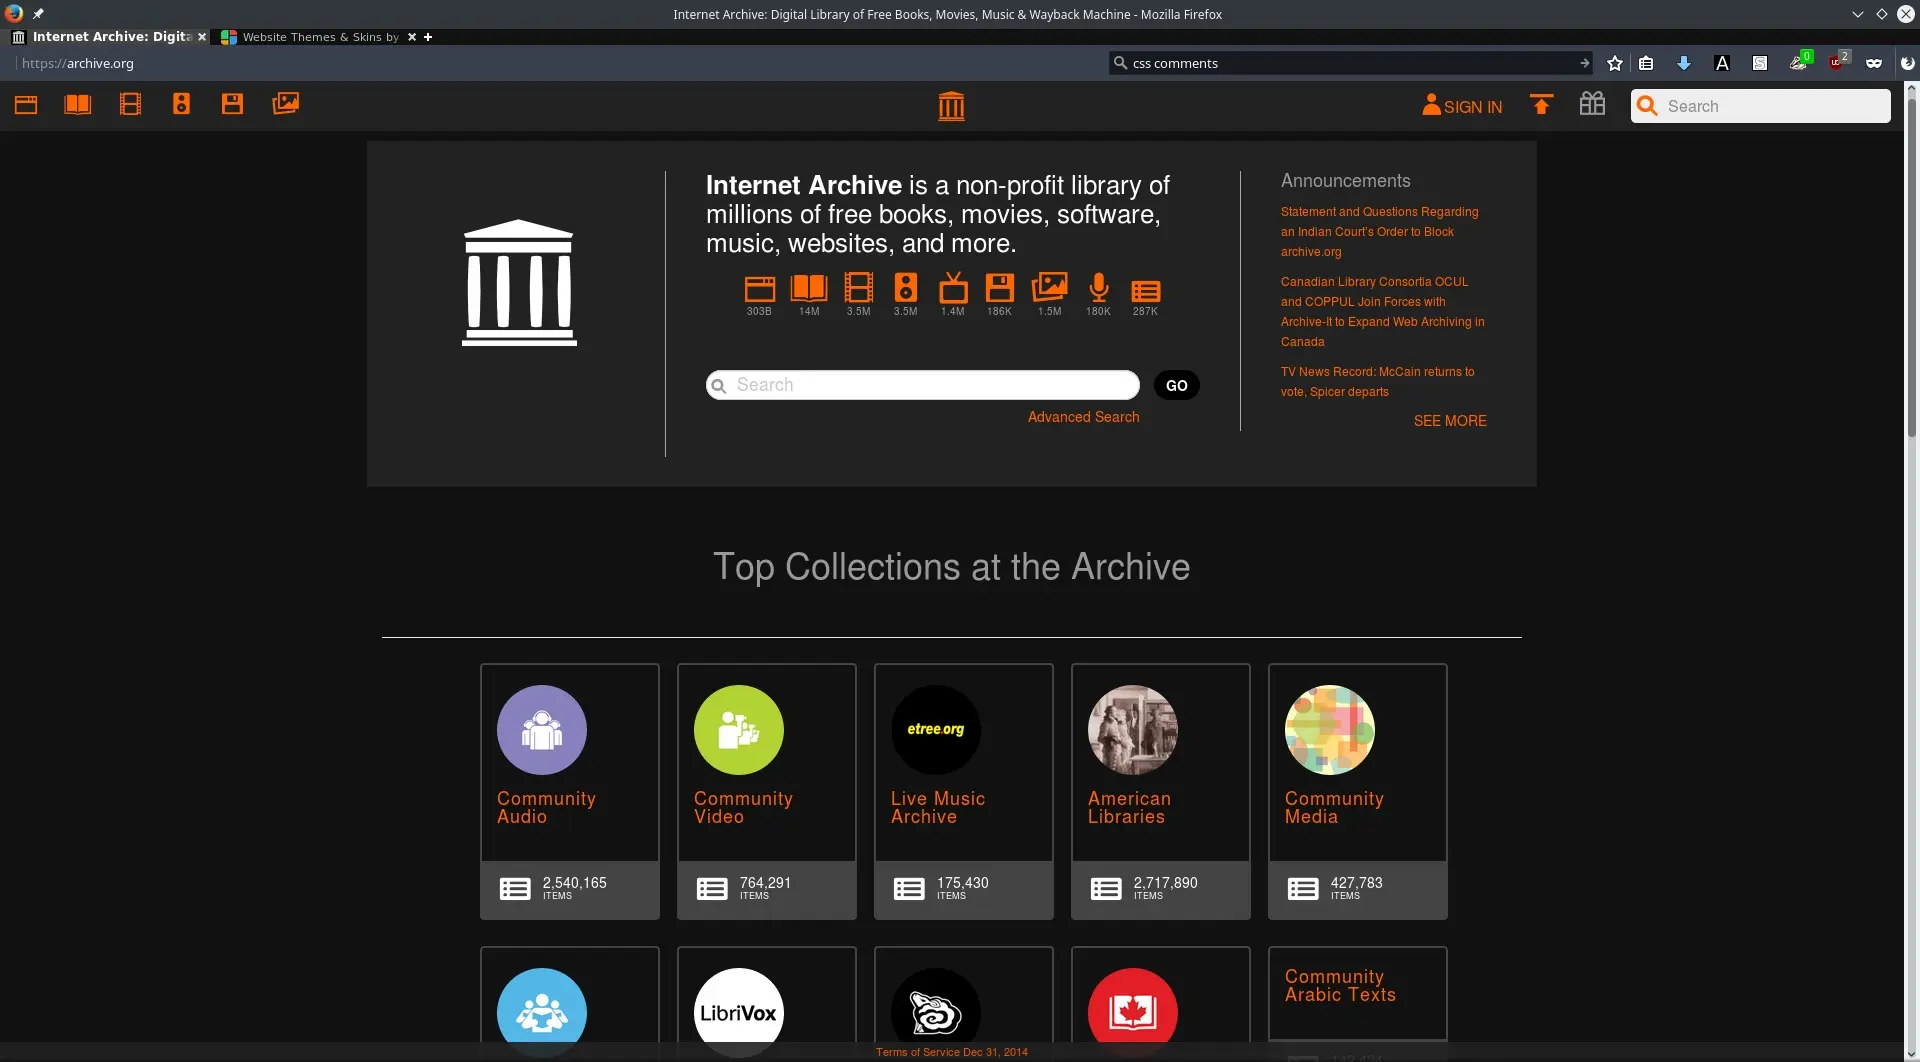 Internet Archive: Digital Library of Free Books, Movies, Music & Wayback Machine - Mozilla Firefox
Internet Archive: Digita
Website Themes & Skins by
https://archive.org
css comments
0
2
SIGN IN
Search
Internet Archive is a non-profit library of
millions of free books, movies, software,
music, websites, and more.
303B 14M 3.5M 3.5M 1.4M 186K 1.5M 180K 287K
Search
GO
Advanced Search
Announcements
Statement and Questions Regarding
an Indian Court's Order to Block
archive.org
Canadian Library Consortia OCUL
and COPPUL Join Forces with
Archive-It to Expand Web Archiving in
Canada
TV News Record: McCain returns to
vote, Spicer departs
SEE MORE
Top Collections at the Archive
Community
Audio
2,540,165
ITEMS
Community
Video
764,291
ITEMS
etree.org
Live Music
Archive
175,430
ITEMS
American
Libraries
2,717,890
ITEMS
Community
Media
427,783
ITEMS
LibriVox
Community
Arabic Texts
Terms of Service Dec 31, 2014